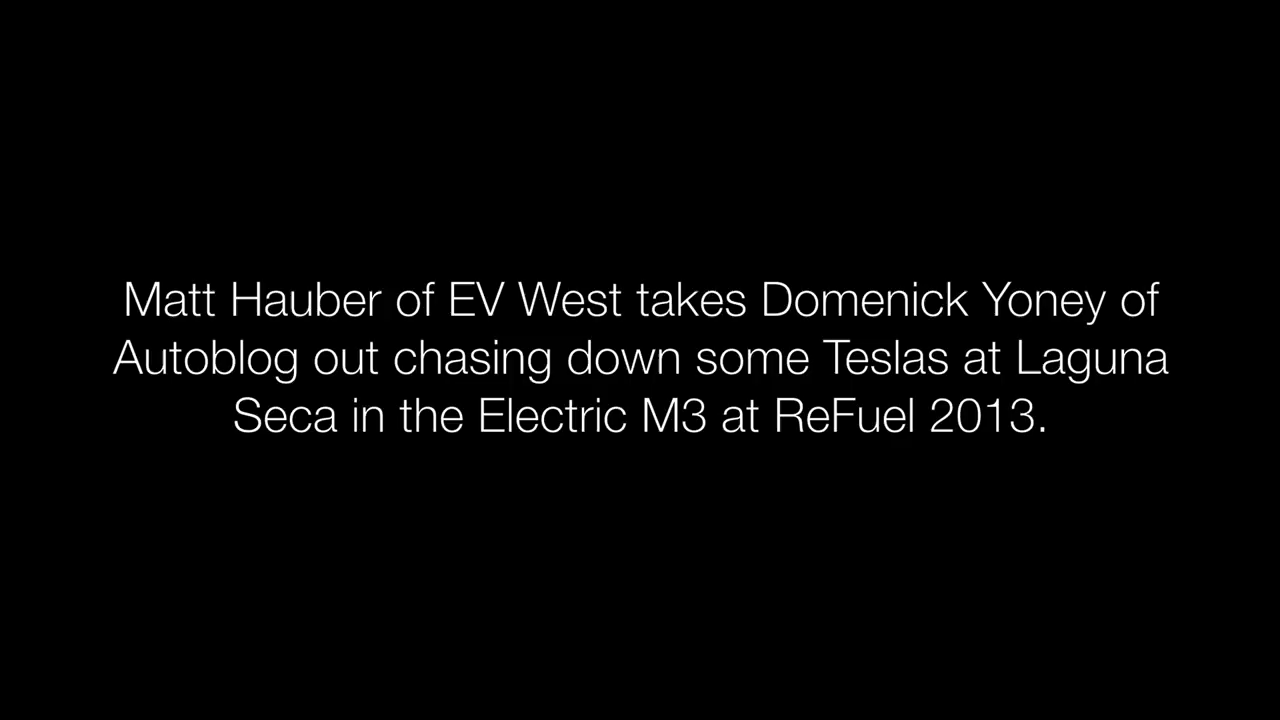 Matt Hauber of EV West takes Domenick Yoney of
Autoblog out chasing down some Teslas at Laguna
Seca in the Electric M3 at ReFuel 2013.